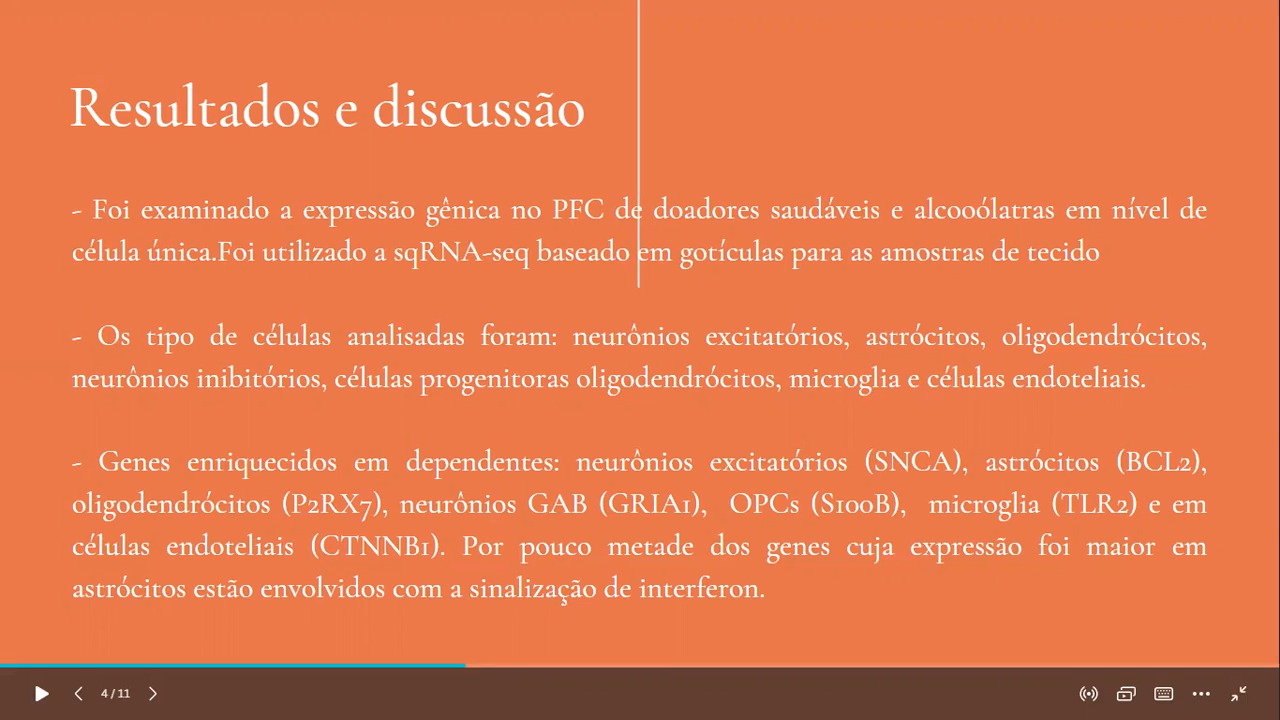 Resultados e discussão
- Foi examinado a expressão gênica no PFC de doadores saudáveis e alcooólatras em nível de
célula única.Foi utilizado a sqRNA-seq baseado em gotículas para as amostras de tecido
- Os tipo de células analisadas foram: neurônios excitatórios, astrócitos, oligodendrócitos,
neurônios inibitórios, células progenitoras oligodendrócitos, microglia e células endoteliais.
- Genes enriquecidos em dependentes: neurônios excitatórios (SNCA), astrócitos (BCL2),
oligodendrócitos (P2RX7), neurônios GAB (GRIA1), OPCs (S100B), microglia (TLR2) e em
células endoteliais (CTNNB1). Por pouco metade dos genes cuja expressão foi maior em
astrócitos estão envolvidos com a sinalização de interferon.
4 / 11